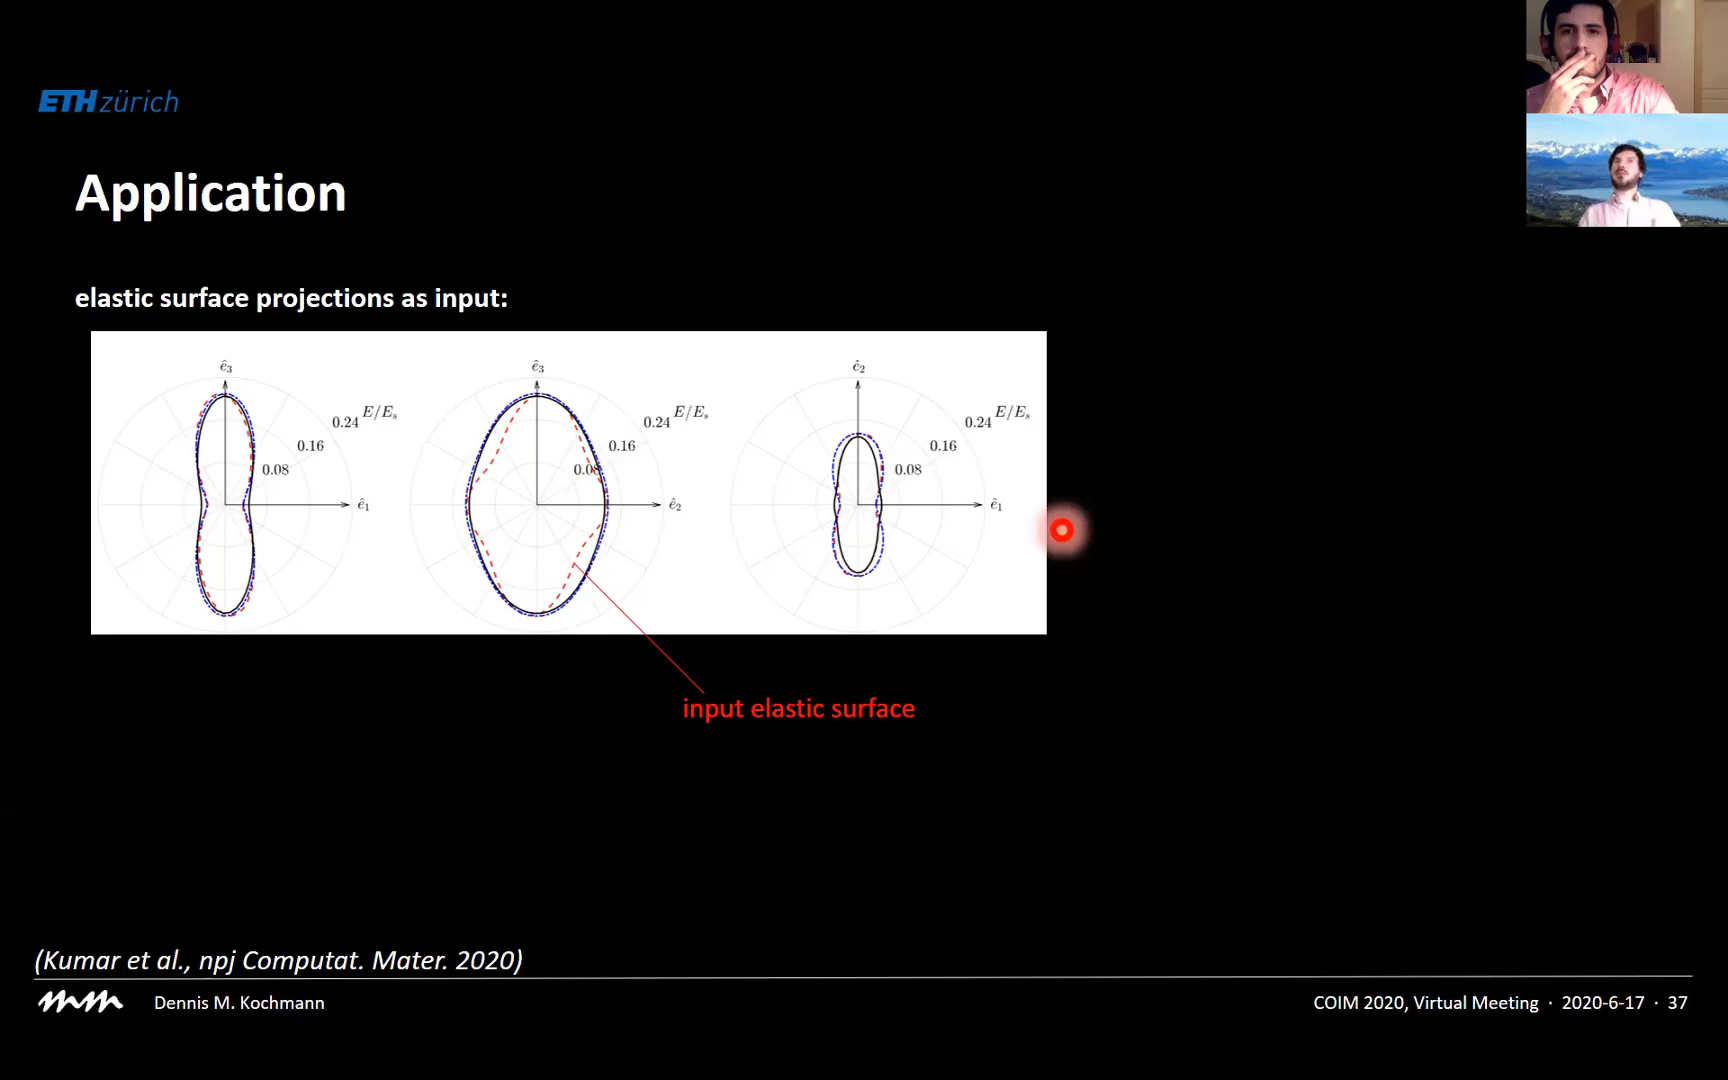 ETH zürich
Application
elastic surface projections as input:
ê₃ ê₃ ê₂
E/Eₛ E/Eₛ E/Eₛ
0.24 0.24 0.24
0.16 0.16 0.16
0.08 0.08 0.08
ê₁ ê₂ ê₁
input elastic surface
(Kumar et al., npj Computat. Mater. 2020)
Dennis M. Kochmann
COIM 2020, Virtual Meeting · 2020-6-17 · 37